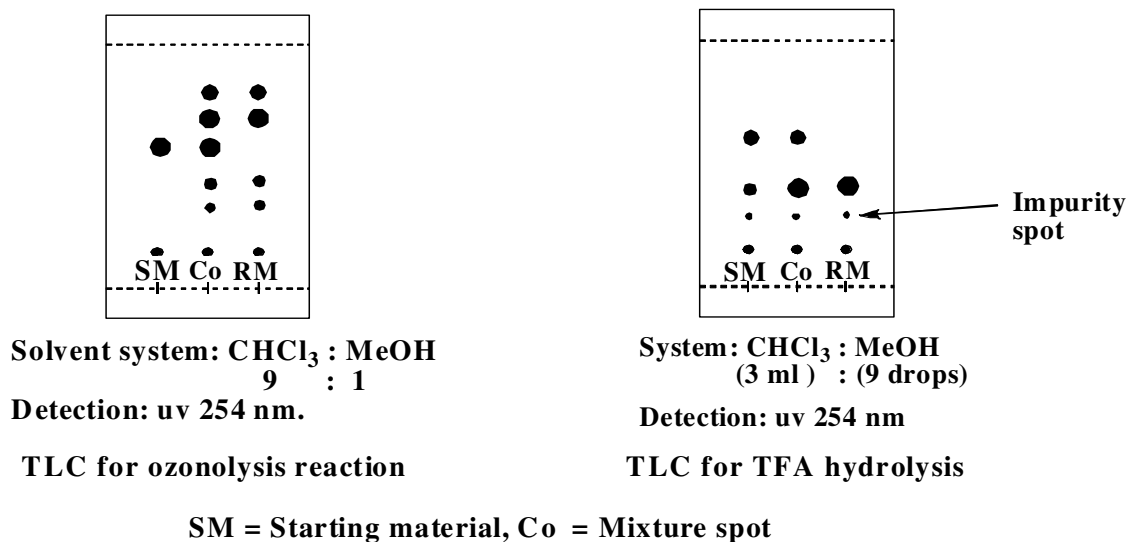 SM Co RM
Solvent system: CHCl3 : MeOH
9 : 1
Detection: uv 254 nm.
TLC for ozonolysis reaction
SM Co RM
Impurity
spot
System: CHCl3 : MeOH
(3 ml ) : (9 drops)
Detection: uv 254 nm
TLC for TFA hydrolysis
SM = Starting material, Co = Mixture spot